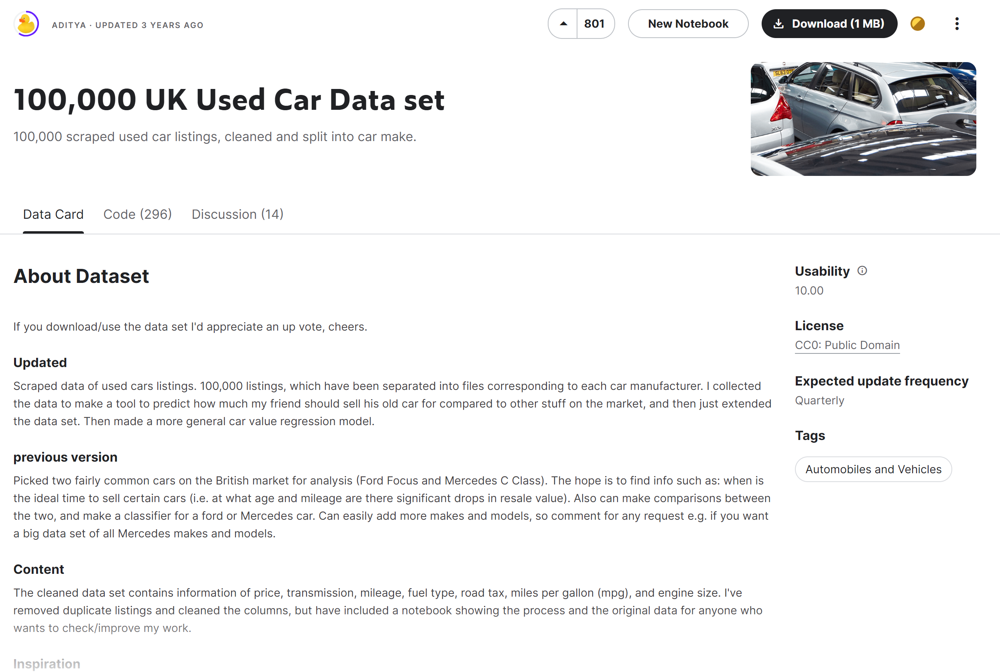 ADITYA · UPDATED 3 YEARS AGO
801
New Notebook
Download (1 MB)
100,000 UK Used Car Data set
100,000 scraped used car listings, cleaned and split into car make.
Data Card
Code (296)
Discussion (14)
About Dataset
If you download/use the data set I'd appreciate an up vote, cheers.
Updated
Scraped data of used cars listings. 100,000 listings, which have been separated into files corresponding to each car manufacturer. I collected
the data to make a tool to predict how much my friend should sell his old car for compared to other stuff on the market, and then just extended
the data set. Then made a more general car value regression model.
previous version
Picked two fairly common cars on the British market for analysis (Ford Focus and Mercedes C Class). The hope is to find info such as: when is
the ideal time to sell certain cars (i.e. at what age and mileage are there significant drops in resale value). Also can make comparisons between
the two, and make a classifier for a ford or Mercedes car. Can easily add more makes and models, so comment for any request e.g. if you want
a big data set of all Mercedes makes and models.
Content
The cleaned data set contains information of price, transmission, mileage, fuel type, road tax, miles per gallon (mpg), and engine size. I've
removed duplicate listings and cleaned the columns, but have included a notebook showing the process and the original data for anyone who
wants to check/improve my work.
Inspiration
Usability
10.00
License
CC0: Public Domain
Expected update frequency
Quarterly
Tags
Automobiles and Vehicles